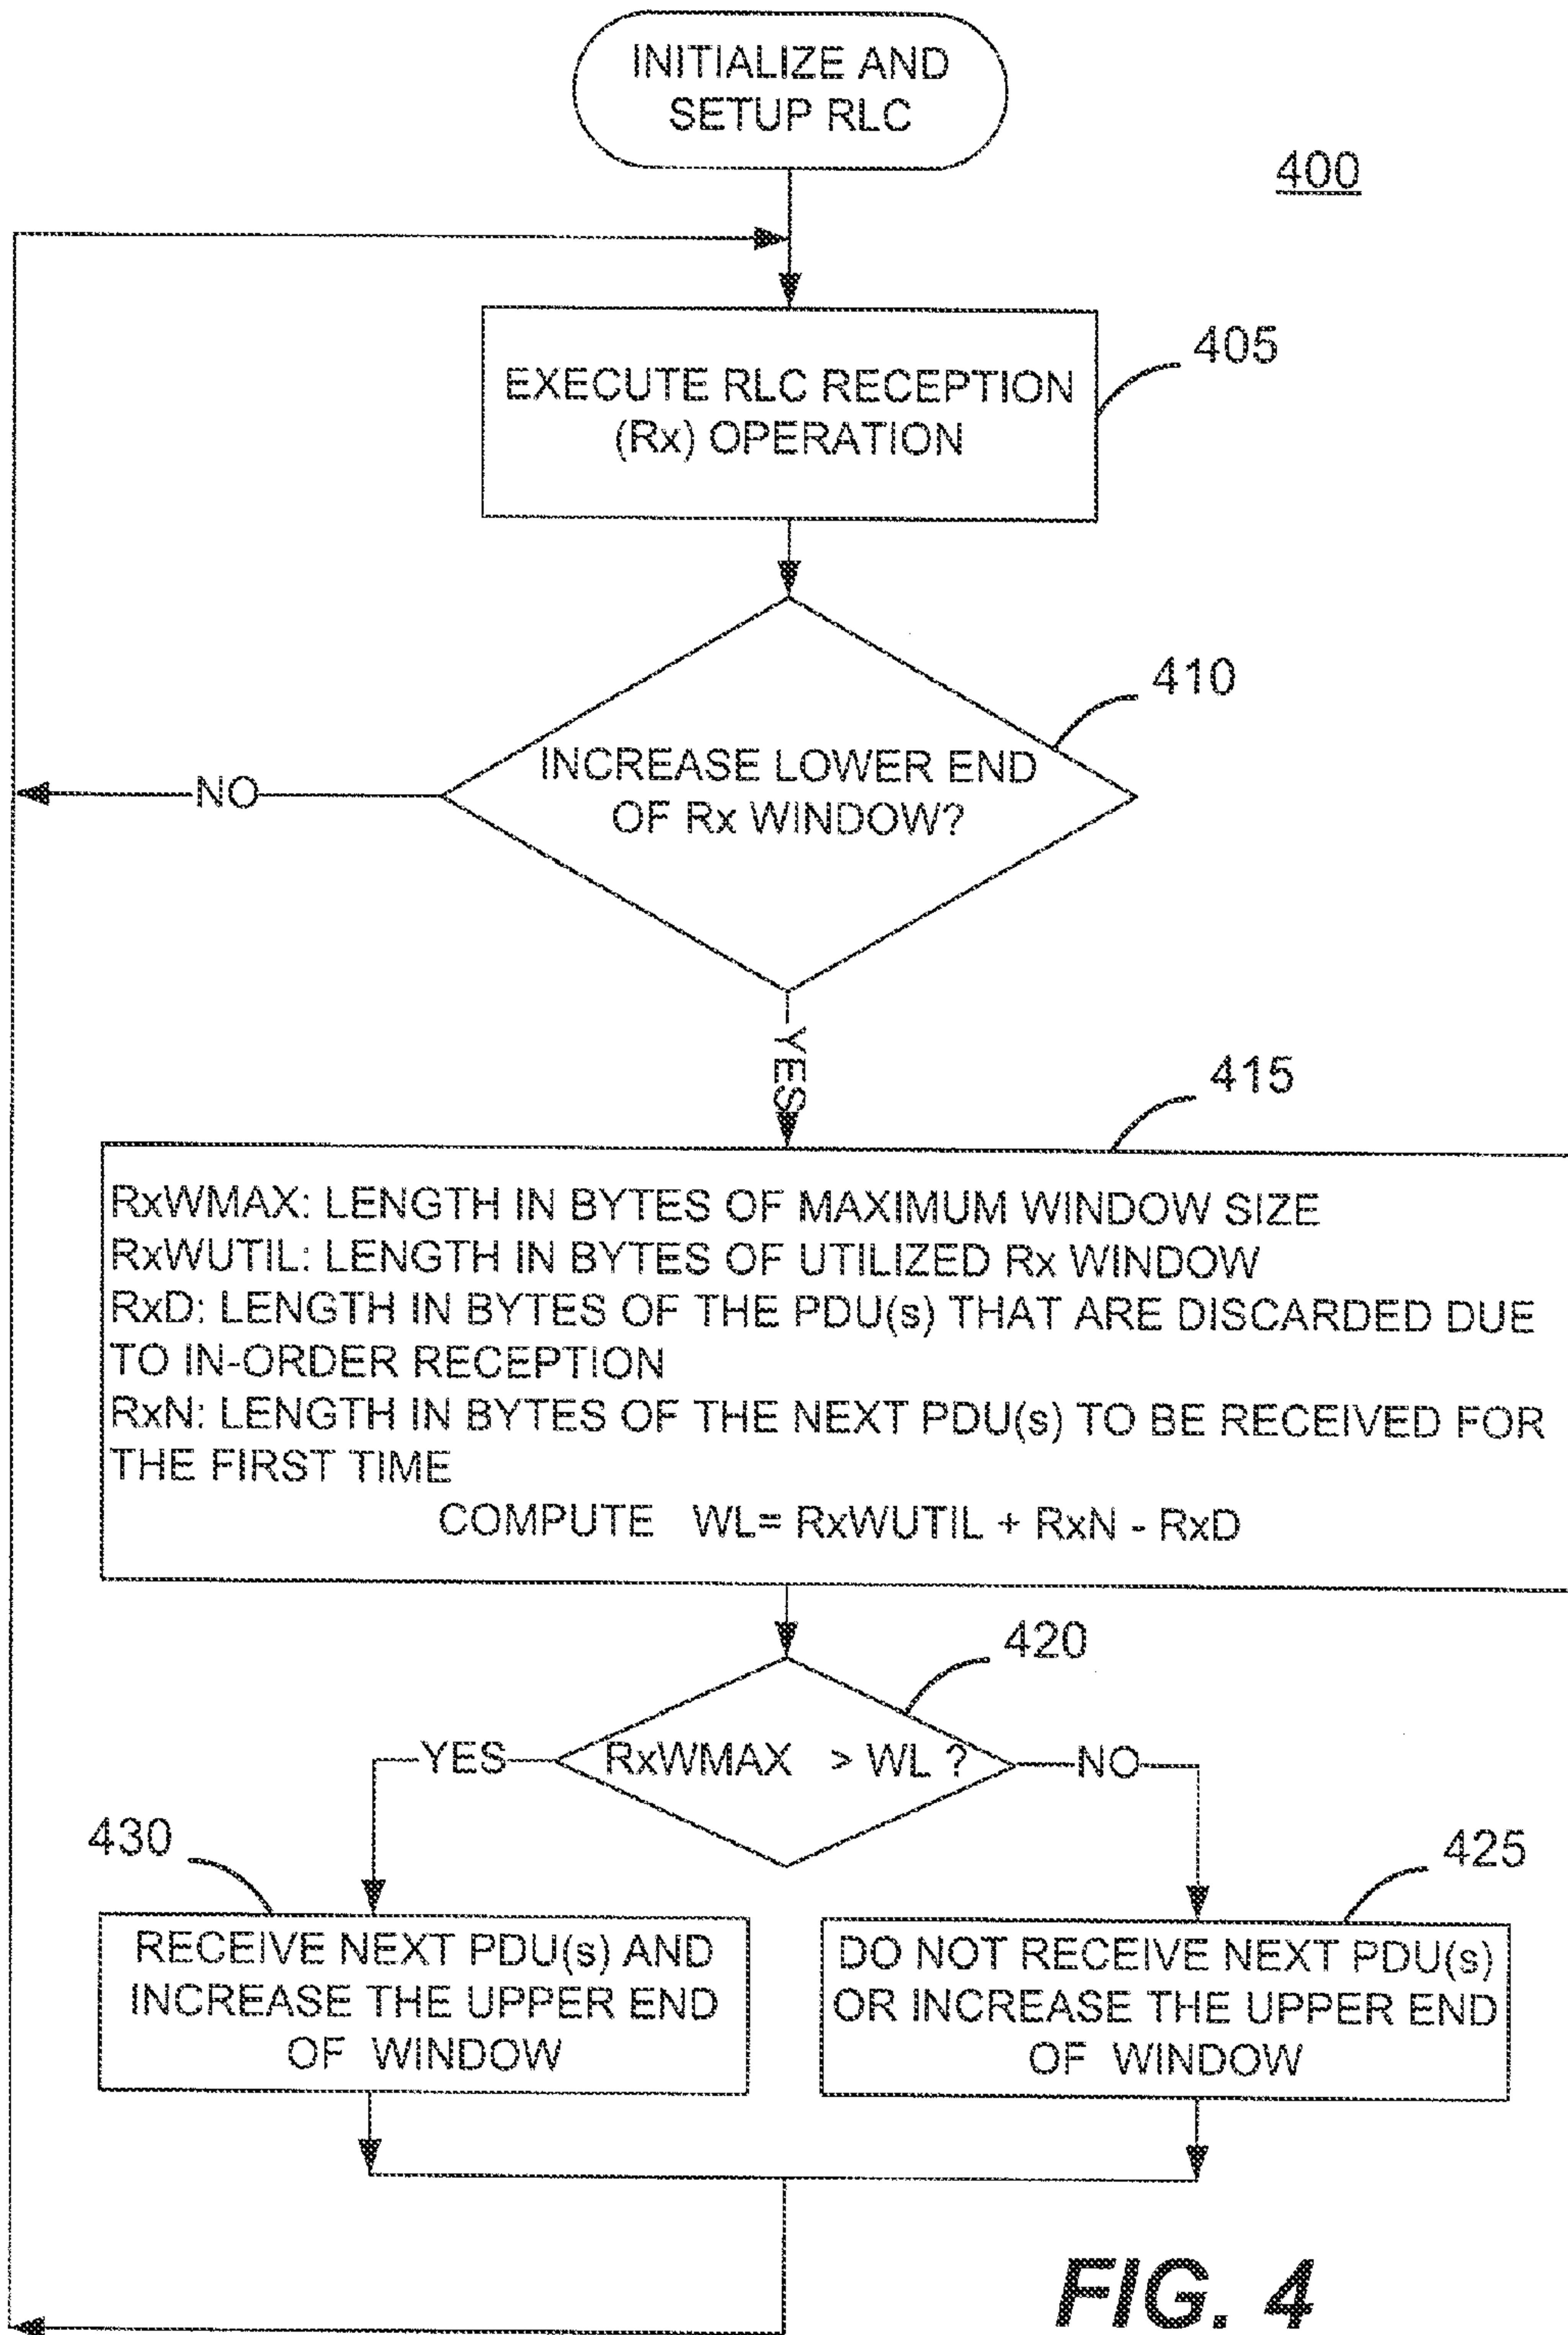 INITIALIZE AND
SETUP RLC
400
EXECUTE RLC RECEPTION
(Rx) OPERATION
405
410
INCREASE LOWER END
OF Rx WINDOW?
NO
YES
415
RxWMAX: LENGTH IN BYTES OF MAXIMUM WINDOW SIZE
RxWUTIL: LENGTH IN BYTES OF UTILIZED Rx WINDOW
RxD: LENGTH IN BYTES OF THE PDU(s) THAT ARE DISCARDED DUE
TO IN-ORDER RECEPTION
RxN: LENGTH IN BYTES OF THE NEXT PDU(s) TO BE RECEIVED FOR
THE FIRST TIME
COMPUTE WL= RxWUTIL + RxN - RxD
420
YES
RxWMAX > WL ?
NO
430
425
RECEIVE NEXT PDU(s) AND
INCREASE THE UPPER END
OF WINDOW
DO NOT RECEIVE NEXT PDU(s)
OR INCREASE THE UPPER END
OF WINDOW
FIG. 4